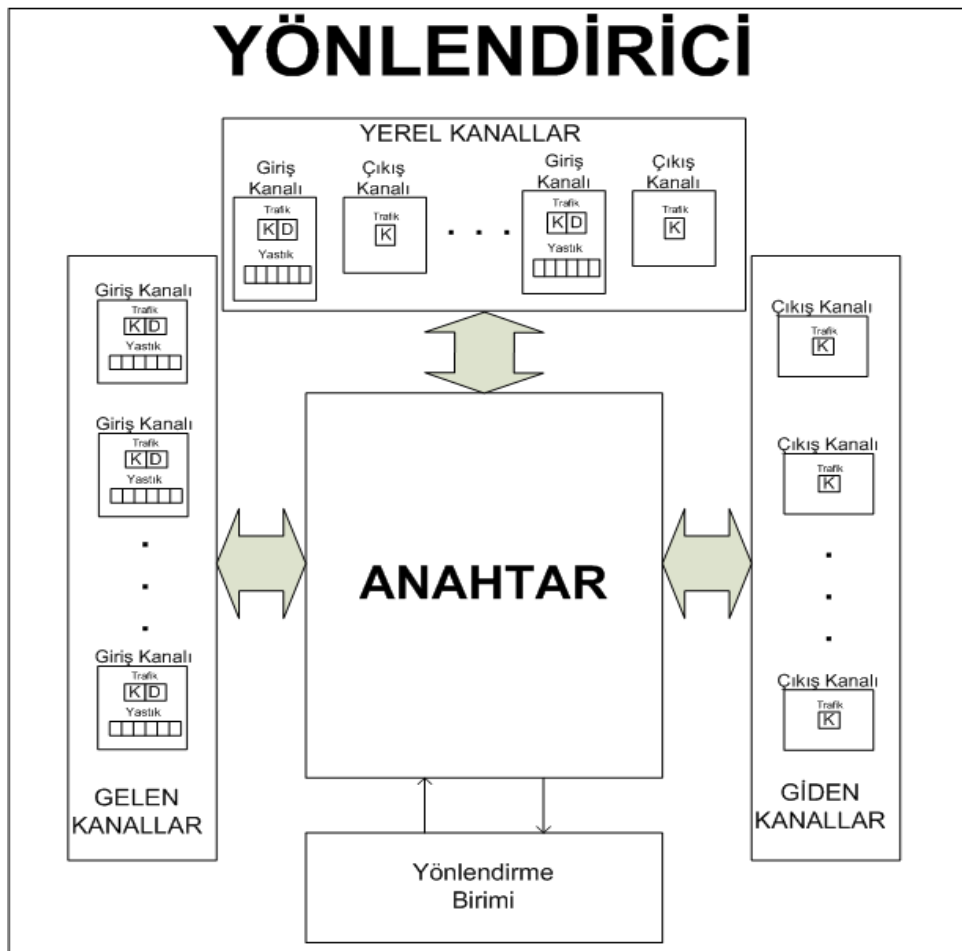 YÖNLENDİRİCİ
YEREL KANALLAR
Giriş
Kanalı
Trafik
K D
Yastık
Çıkış
Kanalı
Trafik
K
. . .
Giriş
Kanalı
Trafik
K D
Yastık
Çıkış
Kanalı
Trafik
K
Giriş Kanalı
Trafik
K D
Yastık
Giriş Kanalı
Trafik
K D
Yastık
.
.
.
Giriş Kanalı
Trafik
K D
Yastık
GELEN
KANALLAR
ANAHTAR
Çıkış Kanalı
Trafik
K
Çıkış Kanalı
Trafik
K
.
.
.
Çıkış Kanalı
Trafik
K
GİDEN
KANALLAR
Yönlendirme
Birimi